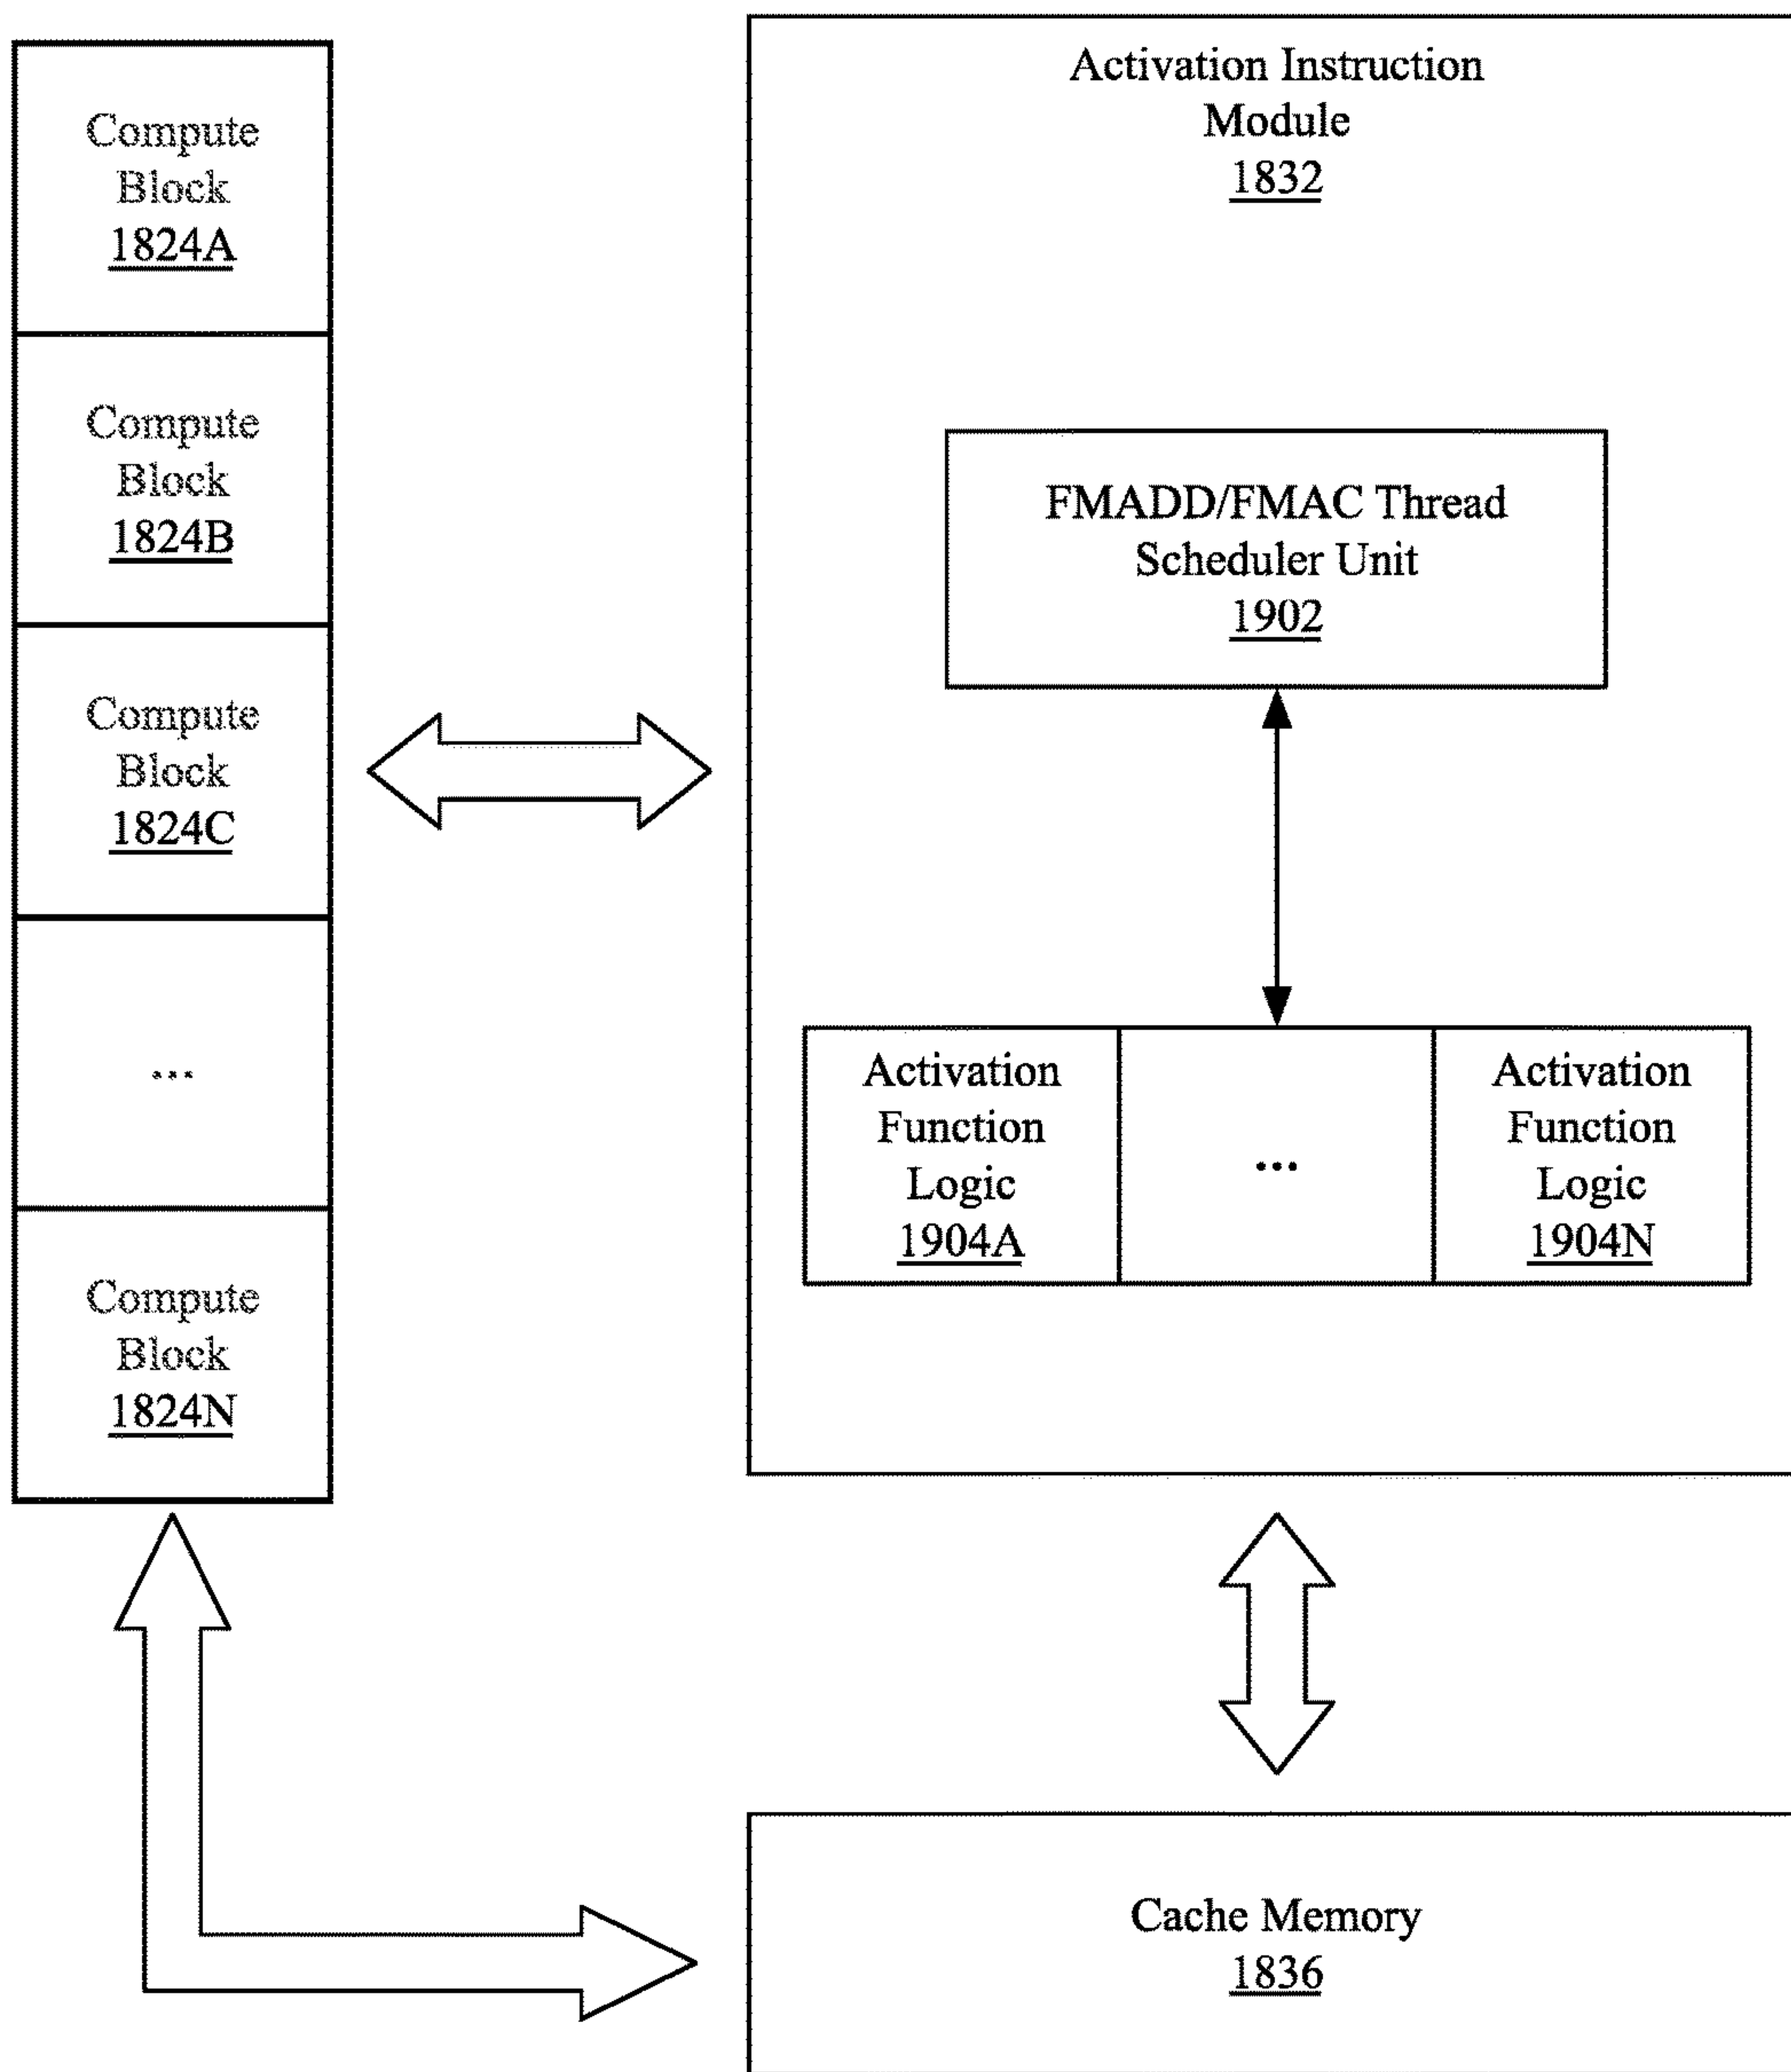 Compute
Block
1824A
Compute
Block
1824B
Compute
Block
1824C
...
Compute
Block
1824N
Activation Instruction
Module
1832
FMADD/FMAC Thread
Scheduler Unit
1902
Activation
Function
Logic
1904A
...
Activation
Function
Logic
1904N
Cache Memory
1836